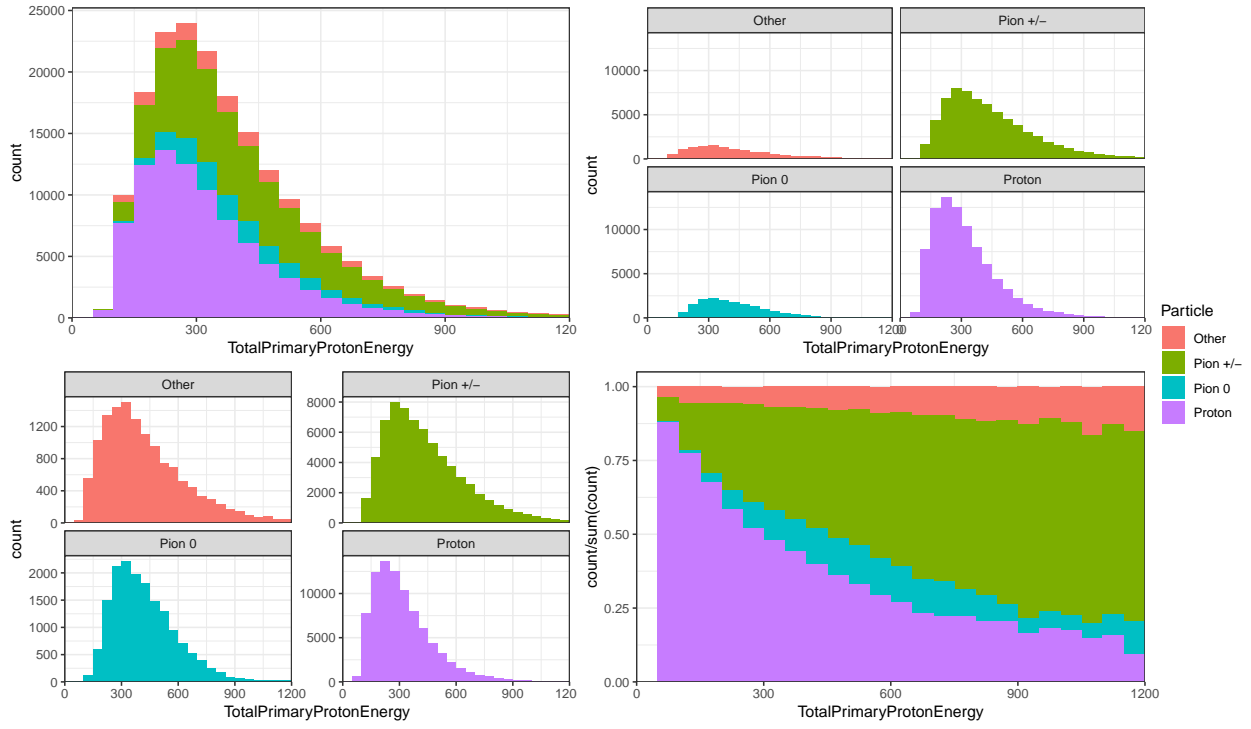 25000
20000
15000
10000
5000
0
count
0 300 600 900 1200
TotalPrimaryProtonEnergy
Other Pion +/−
10000
5000
0
count
Pion 0 Proton
10000
5000
0
0 300 600 900 1200 0 300 600 900 1200
TotalPrimaryProtonEnergy
Other Pion +/−
1200
800
400
0
8000
6000
4000
2000
0
count
Pion 0 Proton
2000
1500
1000
500
0
10000
5000
0
0 300 600 900 1200 0 300 600 900 1200
TotalPrimaryProtonEnergy
1.00
0.75
0.50
0.25
0.00
count/sum(count)
0 300 600 900 1200
TotalPrimaryProtonEnergy
Particle
Other
Pion +/−
Pion 0
Proton